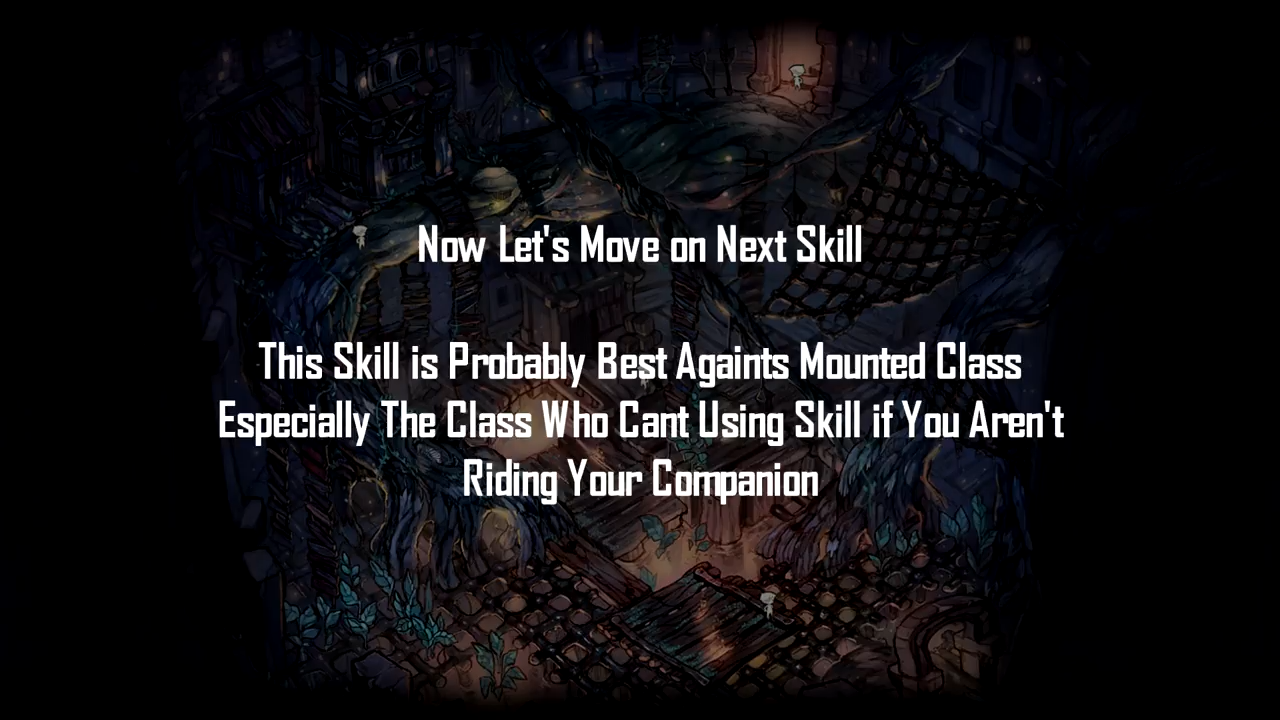 Now Let's Move on Next Skill
This Skill is Probably Best Againts Mounted Class
Especially The Class Who Cant Using Skill if You Aren't
Riding Your Companion